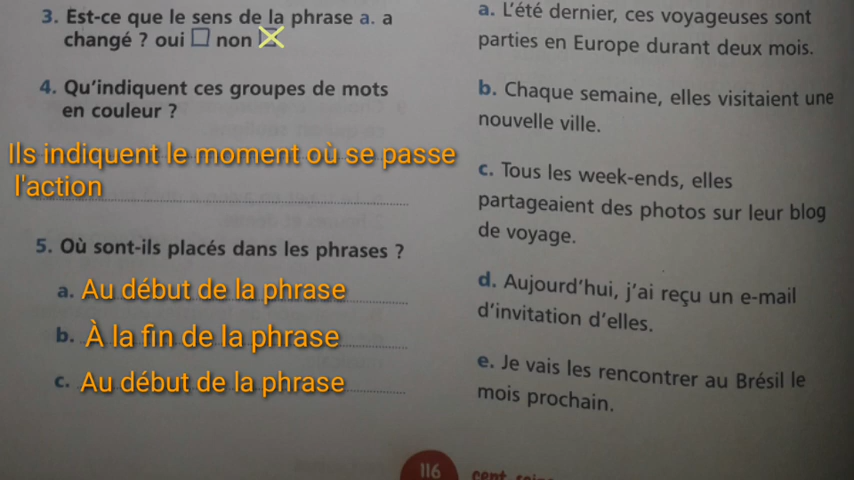 3. Est-ce que le sens de la phrase a. a
changé ? oui ☐ non ☒
4. Qu'indiquent ces groupes de mots
en couleur ?
Ils indiquent le moment où se passe
l'action
5. Où sont-ils placés dans les phrases ?
a. Au début de la phrase
b. À la fin de la phrase
c. Au début de la phrase
a. L'été dernier, ces voyageuses sont
parties en Europe durant deux mois.
b. Chaque semaine, elles visitaient une
nouvelle ville.
c. Tous les week-ends, elles
partageaient des photos sur leur blog
de voyage.
d. Aujourd'hui, j'ai reçu un e-mail
d'invitation d'elles.
e. Je vais les rencontrer au Brésil le
mois prochain.
116 cent